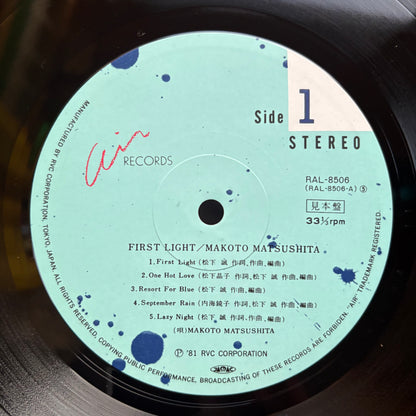 Side 1
STEREO
Air RECORDS
RAL-8506
(RAL-8506-A) Ⓢ
見本盤
33⅓rpm
FIRST LIGHT/MAKOTO MATSUSHITA
1. First Light (松下 誠 作詞、作曲、編曲)
2. One Hot Love (松下晶子 作詞、松下 誠 作曲、編曲)
3. Resort For Blue (松下 誠 作詞、作曲、編曲)
4. September Rain (内海鏡子 作詞、松下 誠 作曲、編曲)
5. Lazy Night (松下 誠 作詞、作曲、編曲)
(唄)MAKOTO MATSUSHITA
Ⓟ '81 RVC CORPORATION
MANUFACTURED BY RVC CORPORATION, TOKYO, JAPAN. ALL RIGHTS RESERVED. COPYING PUBLIC PERFORMANCE, BROADCASTING OF THESE RECORDS ARE FORBIDEN. "AIR" TRADEMARK REGISTERED.